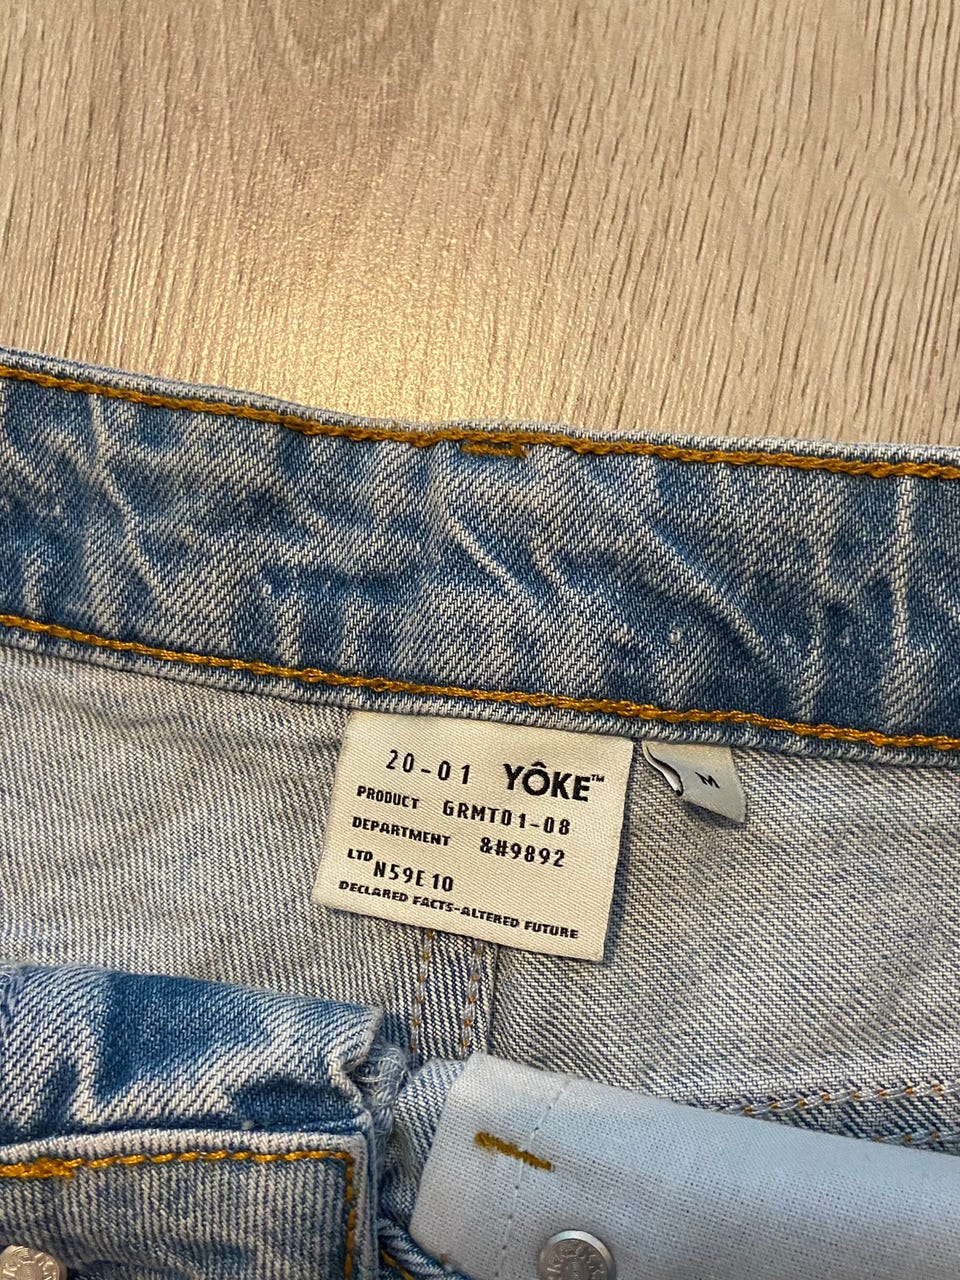 20-01 YÔKE™
PRODUCT GRMT01-08
DEPARTMENT &#9892
LTD N59E10
DECLARED FACTS-ALTERED FUTURE
M